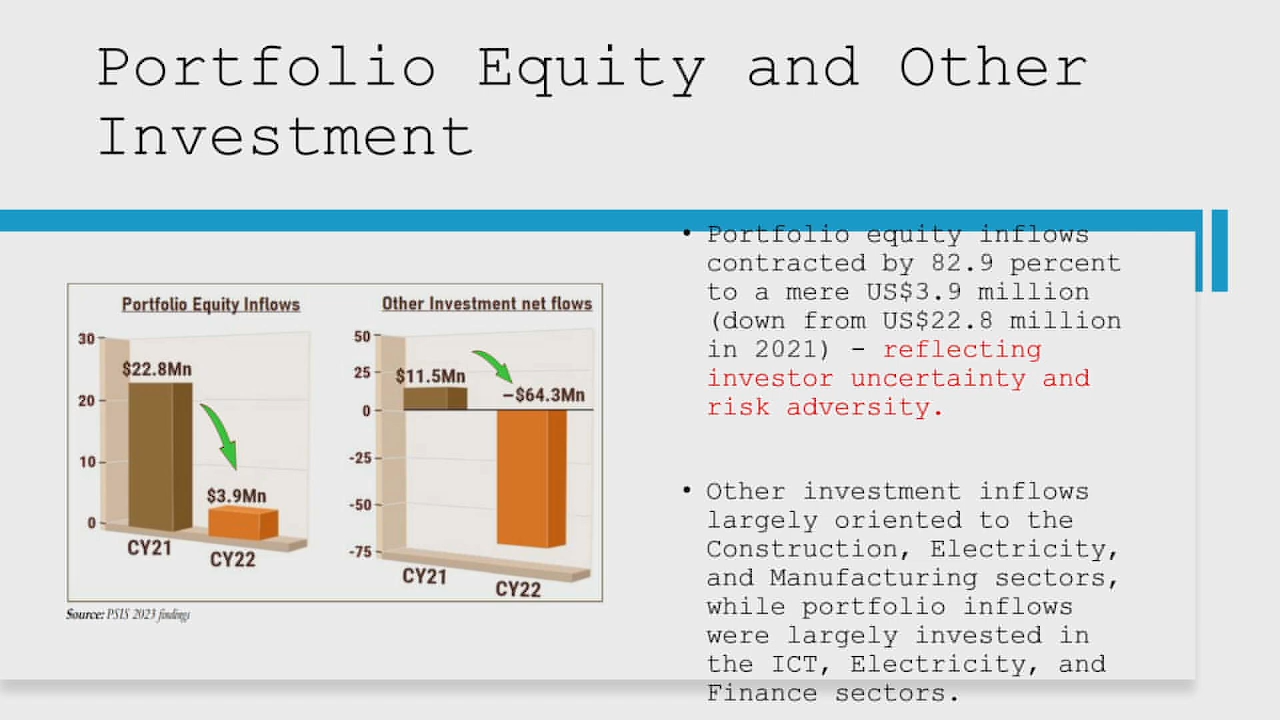 Portfolio Equity and Other
Investment
Portfolio Equity Inflows
30
20
10
0
$22.8Mn
$3.9Mn
CY21
CY22
Other Investment net flows
50
25
0
-25
-50
-75
$11.5Mn
–$64.3Mn
CY21
CY22
Source: PSIS 2023 findings
• Portfolio equity inflows
contracted by 82.9 percent
to a mere US$3.9 million
(down from US$22.8 million
in 2021) – reflecting
investor uncertainty and
risk adversity.
• Other investment inflows
largely oriented to the
Construction, Electricity,
and Manufacturing sectors,
while portfolio inflows
were largely invested in
the ICT, Electricity, and
Finance sectors.